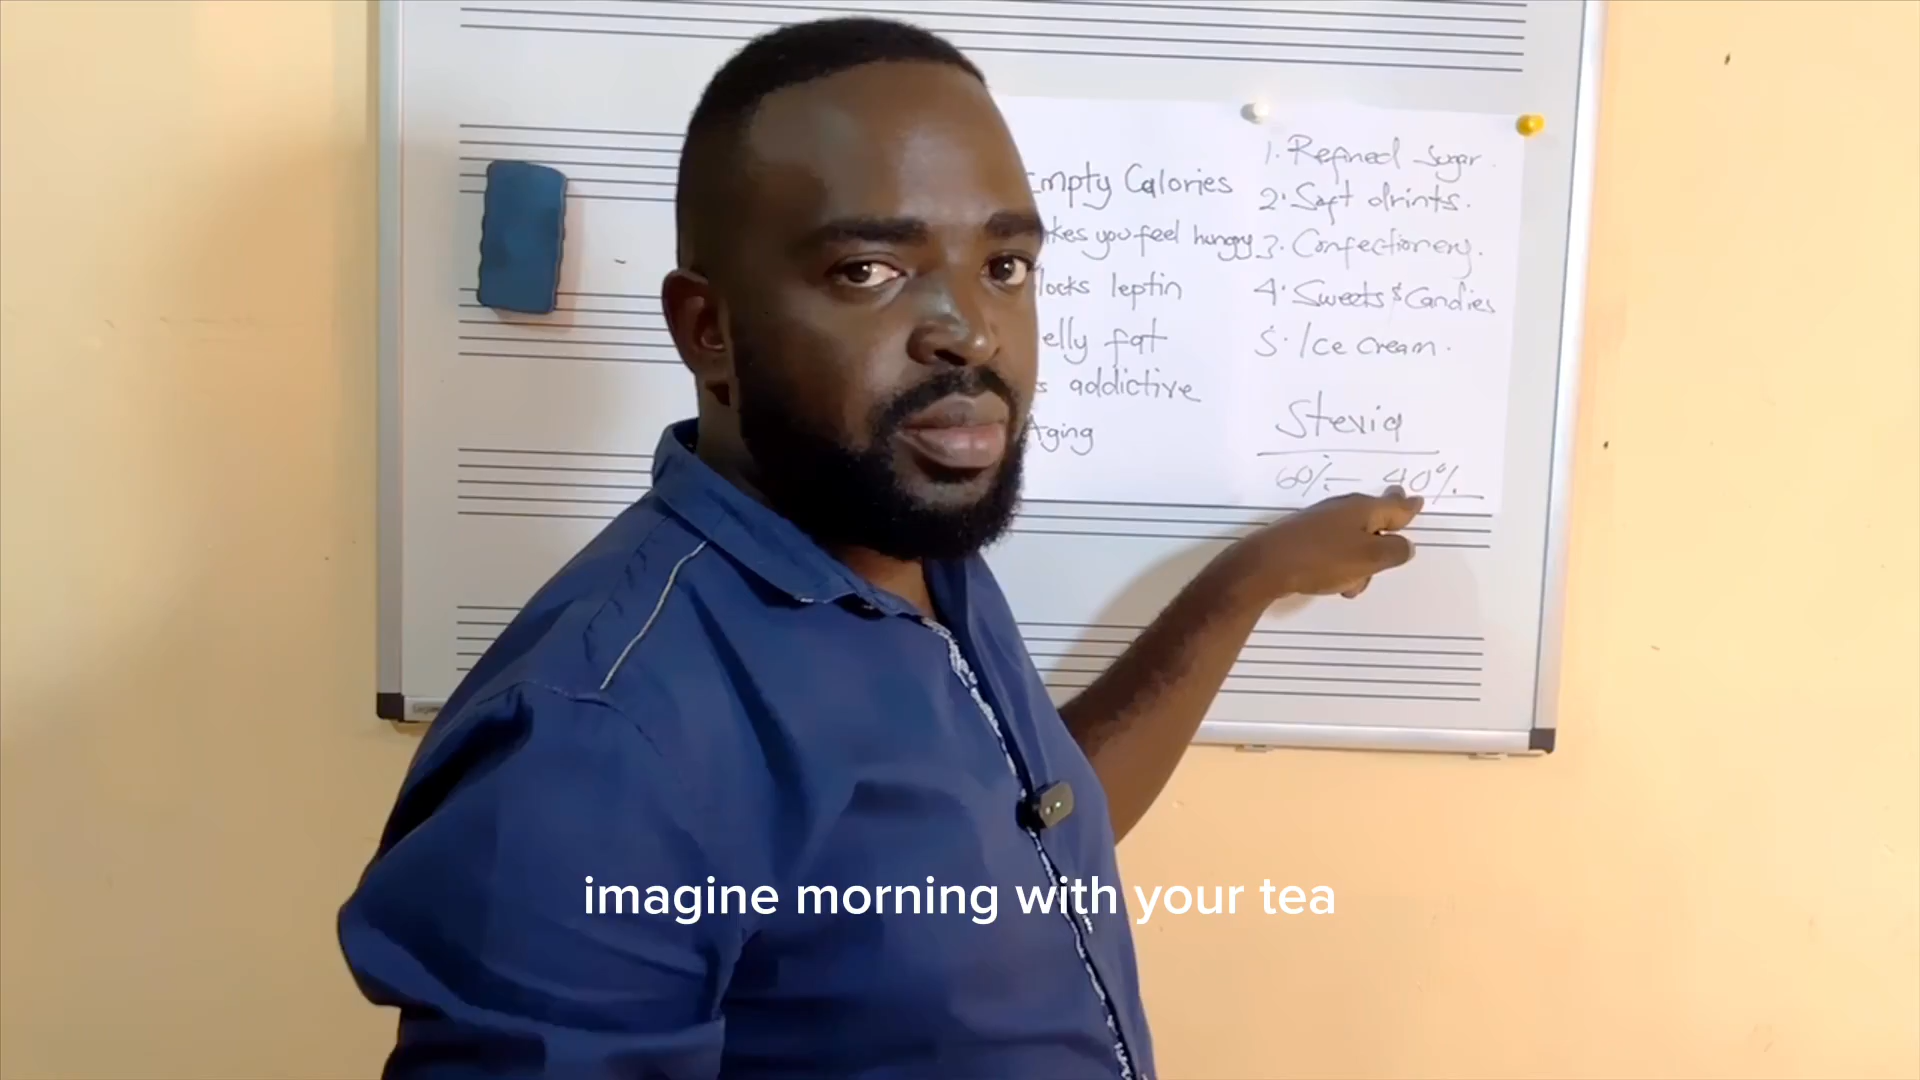 Empty Calories
kes you feel hungry
locks leptin
elly fat
s addictive
Aging
1. Refined Sugar.
2. Soft drinks.
3. Confectionery.
4. Sweets & Candies
5. Ice cream.
Stevia
60% — 40%
imagine morning with your tea